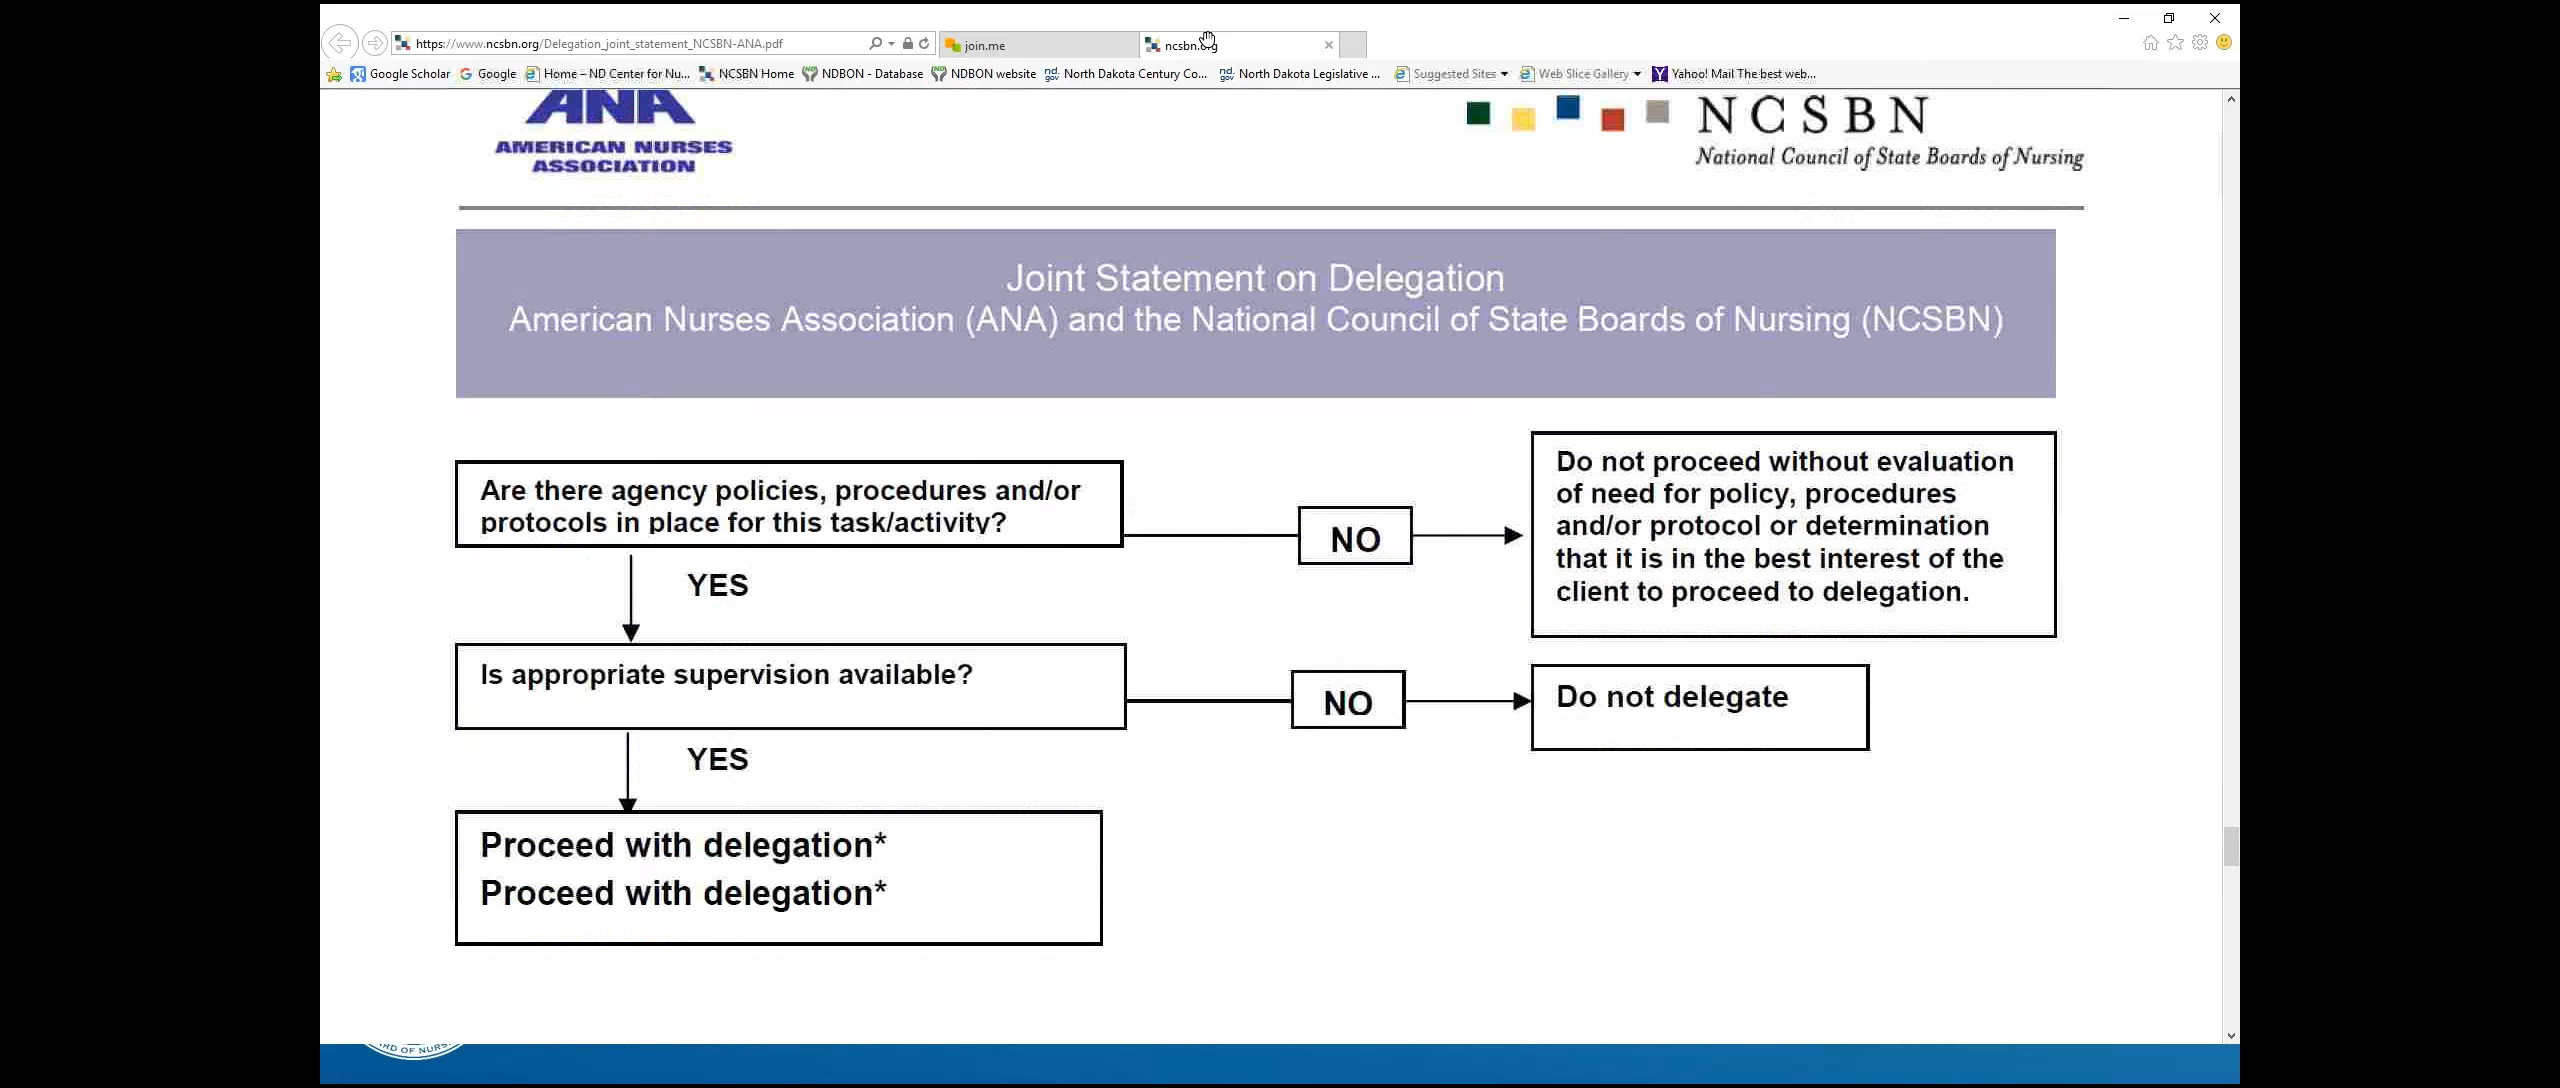 https://www.ncsbn.org/Delegation_joint_statement_NCSBN-ANA.pdf
join.me
ncsbn.org
Google Scholar
Google
Home – ND Center for Nu...
NCSBN Home
NDBON - Database
NDBON website
nd.gov
North Dakota Century Co...
nd.gov
North Dakota Legislative ...
Suggested Sites
Web Slice Gallery
Yahoo! Mail The best web...
ANA
AMERICAN NURSES
ASSOCIATION
NCSBN
National Council of State Boards of Nursing
Joint Statement on Delegation
American Nurses Association (ANA) and the National Council of State Boards of Nursing (NCSBN)
Are there agency policies, procedures and/or
protocols in place for this task/activity?
NO
Do not proceed without evaluation
of need for policy, procedures
and/or protocol or determination
that it is in the best interest of the
client to proceed to delegation.
YES
Is appropriate supervision available?
NO
Do not delegate
YES
Proceed with delegation*
Proceed with delegation*
OF NURS